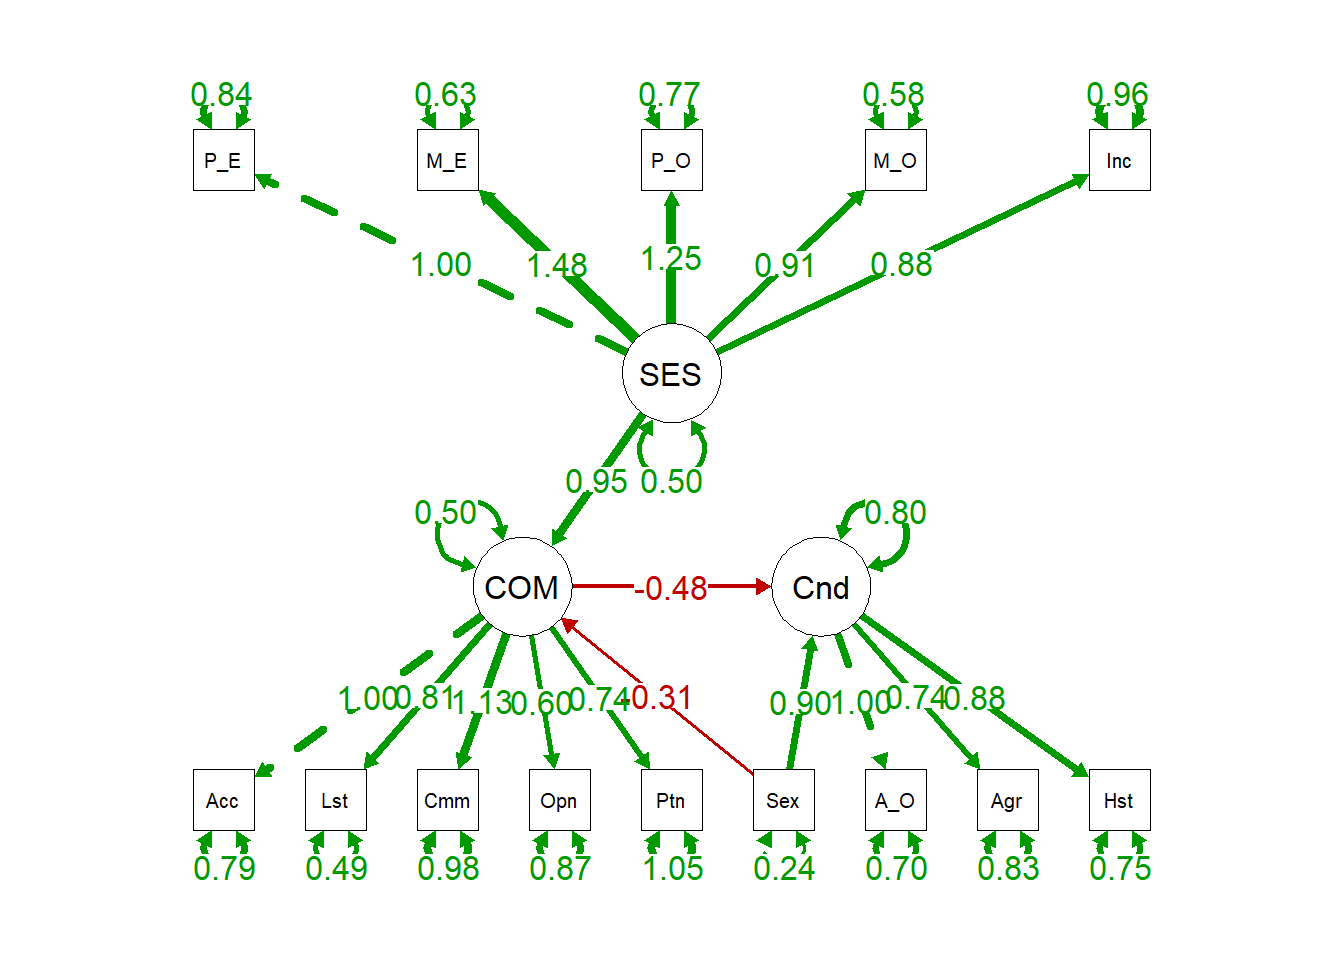 0.84 0.63 0.77 0.58 0.96
P_E M_E P_O M_O Inc
1.00 1.48 1.25 0.91 0.88
SES
0.95 0.50
0.50 0.80
COM -0.48 Cnd
1.00 0.81 1.13 0.60 0.74 -0.31 0.90 1.00 0.74 0.88
Acc Lst Cmm Opn Ptn Sex A_O Agr Hst
0.79 0.49 0.98 0.87 1.05 0.24 0.70 0.83 0.75